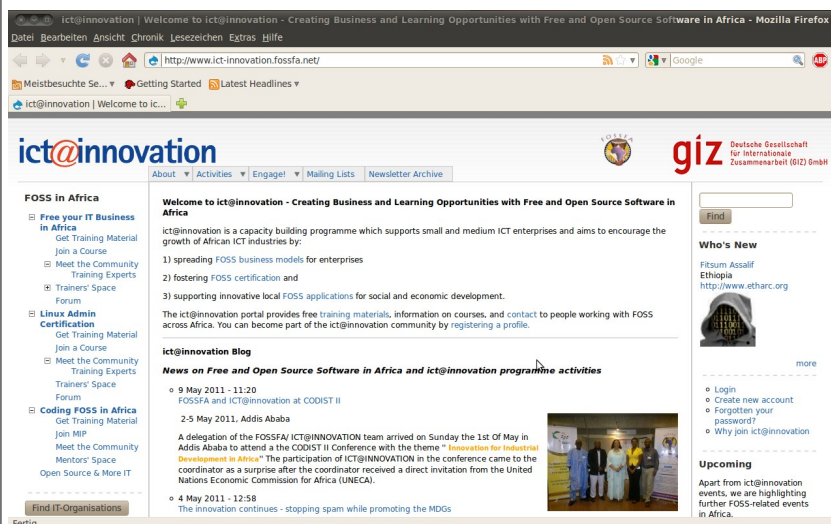 ict@innovation | Welcome to ict@innovation - Creating Business and Learning Opportunities with Free and Open Source Software in Africa - Mozilla Firefox
Datei Bearbeiten Ansicht Chronik Lesezeichen Extras Hilfe
http://www.ict-innovation.fossfa.net/
Google
ABP
Meistbesuchte Se... Getting Started Latest Headlines
ict@innovation | Welcome to ic...
ict@innovation
FOSSFA
giz Deutsche Gesellschaft
für Internationale
Zusammenarbeit (GIZ) GmbH
About Activities Engage! Mailing Lists Newsletter Archive
FOSS in Africa
Free your IT Business
in Africa
Get Training Material
Join a Course
Meet the Community
Training Experts
Trainers' Space
Forum
Linux Admin
Certification
Get Training Material
Join a Course
Meet the Community
Training Experts
Trainers' Space
Forum
Coding FOSS in Africa
Get Training Material
Join MIP
Meet the Community
Mentors' Space
Open Source & More IT
Find IT-Organisations
Welcome to ict@innovation - Creating Business and Learning Opportunities with Free and Open Source Software in
Africa
ict@innovation is a capacity building programme which supports small and medium ICT enterprises and aims to encourage the
growth of African ICT industries by:
1) spreading FOSS business models for enterprises
2) fostering FOSS certification and
3) supporting innovative local FOSS applications for social and economic development.
The ict@innovation portal provides free training materials, information on courses, and contact to people working with FOSS
across Africa. You can become part of the ict@innovation community by registering a profile.
ict@innovation Blog
News on Free and Open Source Software in Africa and ict@innovation programme activities
9 May 2011 - 11:20
FOSSFA and ICT@innovation at CODIST II
2-5 May 2011, Addis Ababa
A delegation of the FOSSFA/ ICT@INNOVATION team arrived on Sunday the 1st Of May in
Addis Ababa to attend a the CODIST II Conference with the theme " Innovation for Industrial
Development in Africa" The participation of ICT@INNOVATION in the conference came to the
coordinator as a surprise after the coordinator received a direct invitation from the United
Nations Economic Commission for Africa (UNECA).
4 May 2011 - 12:58
The innovation continues - stopping spam while promoting the MDGs
Find
Who's New
Fitsum Assalif
Ethiopia
http://www.etharc.org
more
Login
Create new account
Forgotten your
password?
Why join ict@innovation
Upcoming
Apart from ict@innovation
events, we are highlighting
further FOSS-related events
in Africa.
Fertig